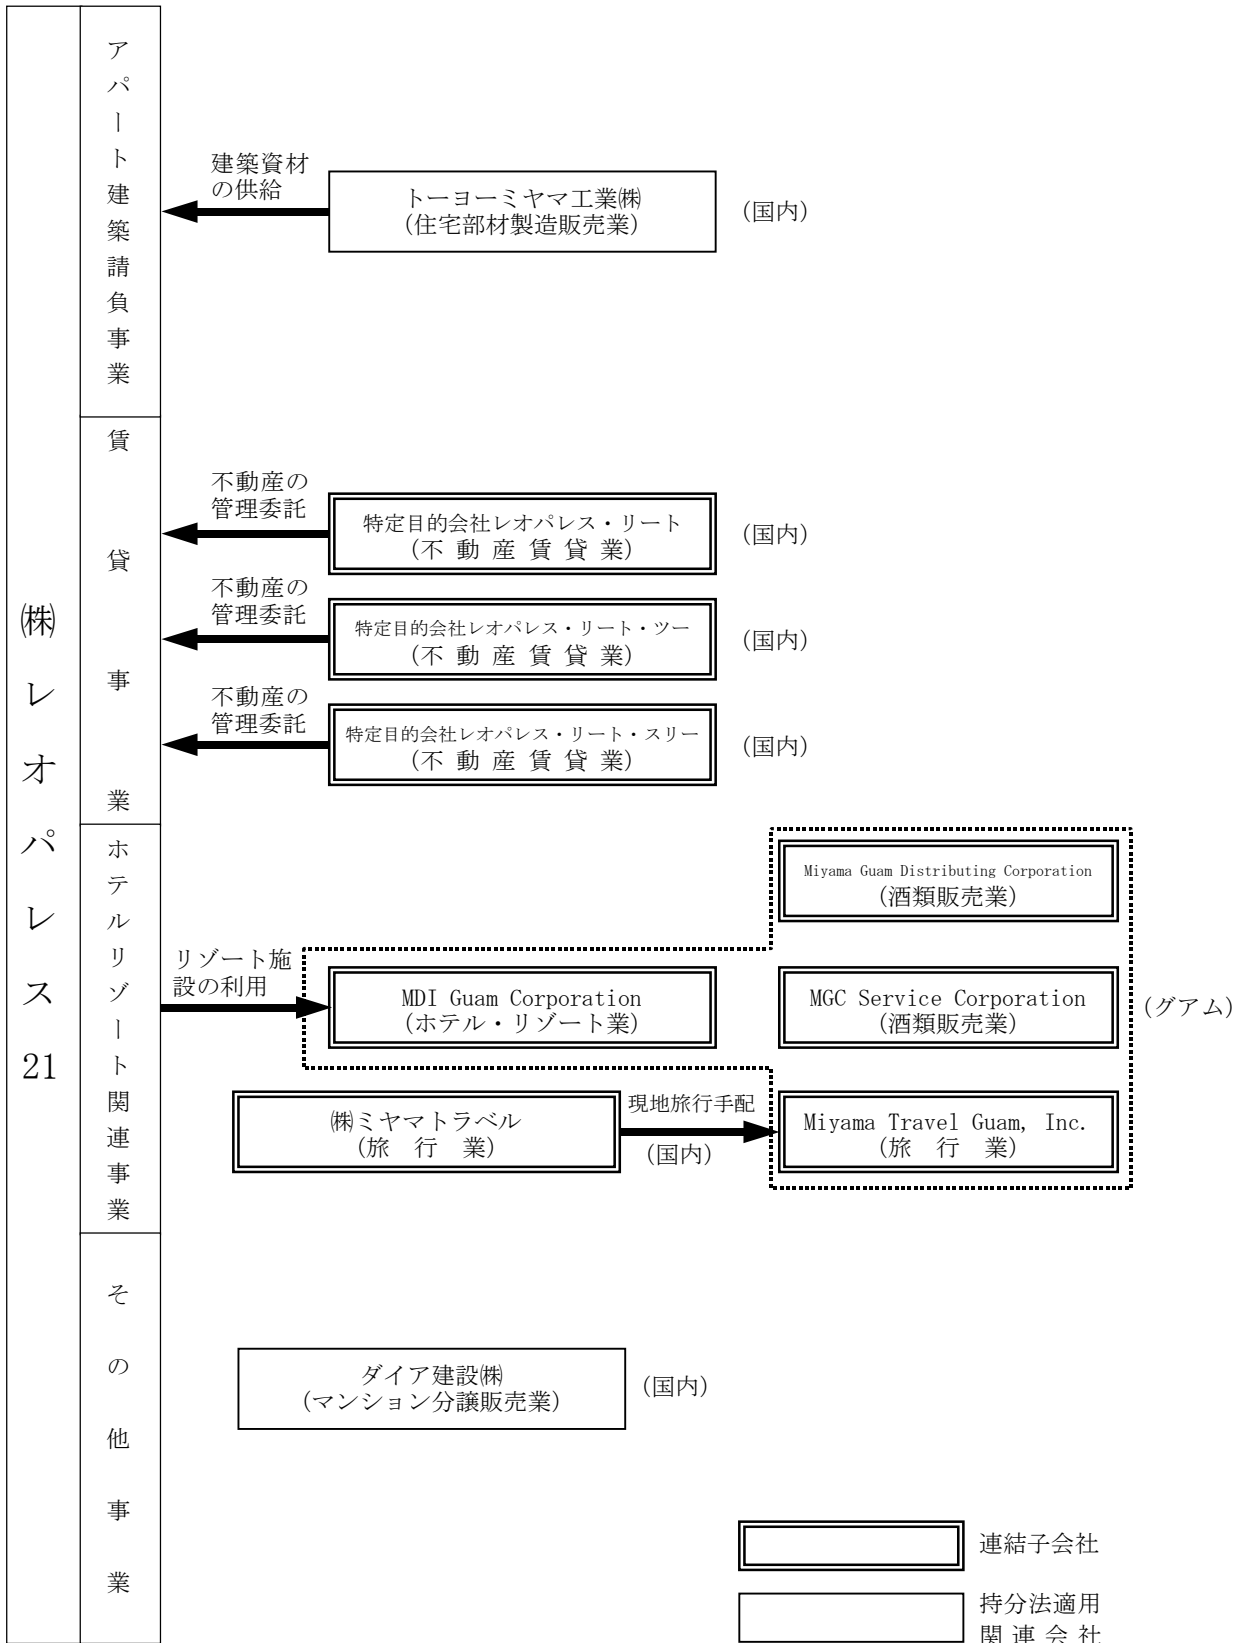 ㈱レオパレス21
アパート建築請負事業
建築資材
の供給
トーヨーミヤマ工業㈱
(住宅部材製造販売業)
(国内)
賃貸事業
不動産の
管理委託
特定目的会社レオパレス・リート
(不動産賃貸業)
(国内)
不動産の
管理委託
特定目的会社レオパレス・リート・ツー
(不動産賃貸業)
(国内)
不動産の
管理委託
特定目的会社レオパレス・リート・スリー
(不動産賃貸業)
(国内)
ホテルリゾート関連事業
Miyama Guam Distributing Corporation
(酒類販売業)
リゾート施
設の利用
MDI Guam Corporation
(ホテル・リゾート業)
MGC Service Corporation
(酒類販売業)
(グアム)
㈱ミヤマトラベル
(旅行業)
現地旅行手配
(国内)
Miyama Travel Guam, Inc.
(旅行業)
その他事業
ダイア建設㈱
(マンション分譲販売業)
(国内)
連結子会社
持分法適用
関連会社